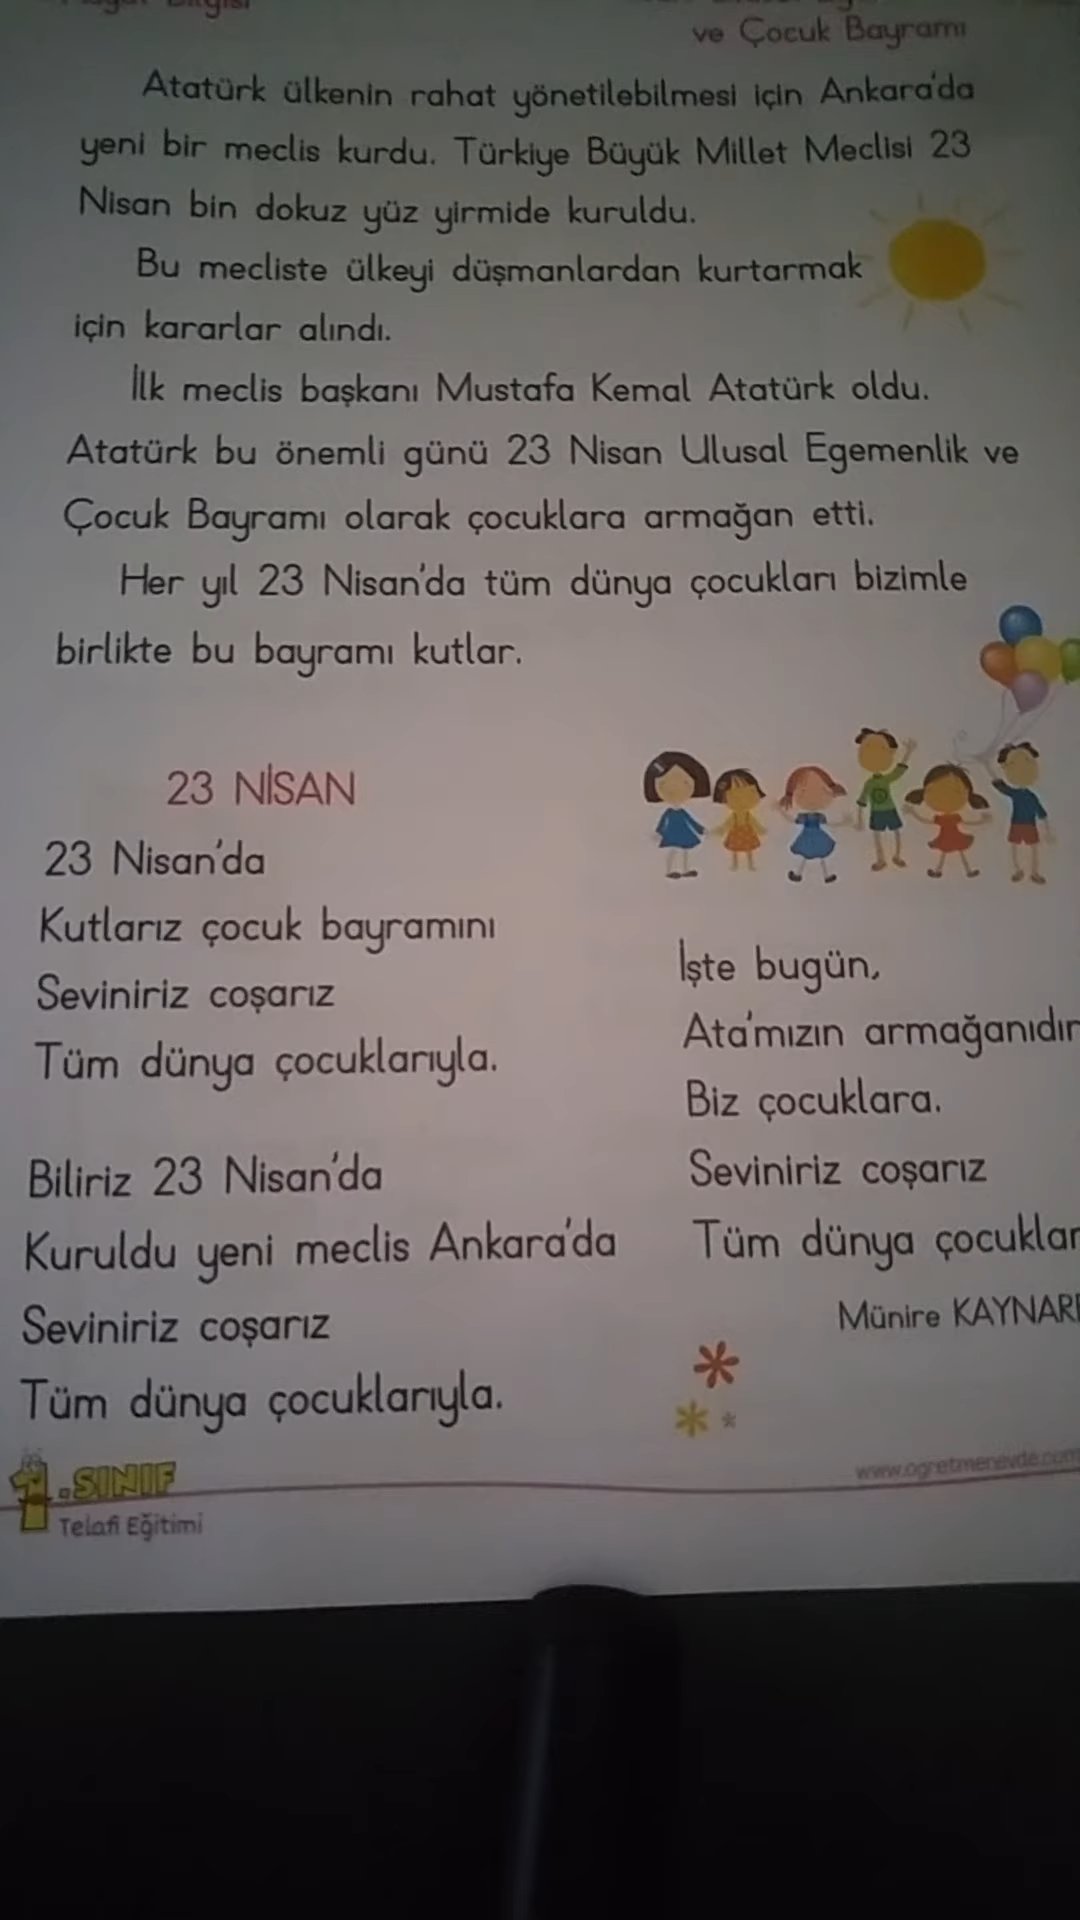 ve Çocuk Bayramı
Atatürk ülkenin rahat yönetilebilmesi için Ankara'da
yeni bir meclis kurdu. Türkiye Büyük Millet Meclisi 23
Nisan bin dokuz yüz yirmide kuruldu.
Bu mecliste ülkeyi düşmanlardan kurtarmak
için kararlar alındı.
İlk meclis başkanı Mustafa Kemal Atatürk oldu.
Atatürk bu önemli günü 23 Nisan Ulusal Egemenlik ve
Çocuk Bayramı olarak çocuklara armağan etti.
Her yıl 23 Nisan'da tüm dünya çocukları bizimle
birlikte bu bayramı kutlar.
23 NİSAN
23 Nisan'da
Kutlarız çocuk bayramını
Seviniriz coşarız
Tüm dünya çocuklarıyla.
Biliriz 23 Nisan'da
Kuruldu yeni meclis Ankara'da
Seviniriz coşarız
Tüm dünya çocuklarıyla.
İşte bugün,
Ata'mızın armağanıdır
Biz çocuklara.
Seviniriz coşarız
Tüm dünya
Münire
1.SINIF
Telafi Eğitimi
www.ogretmenevde.com